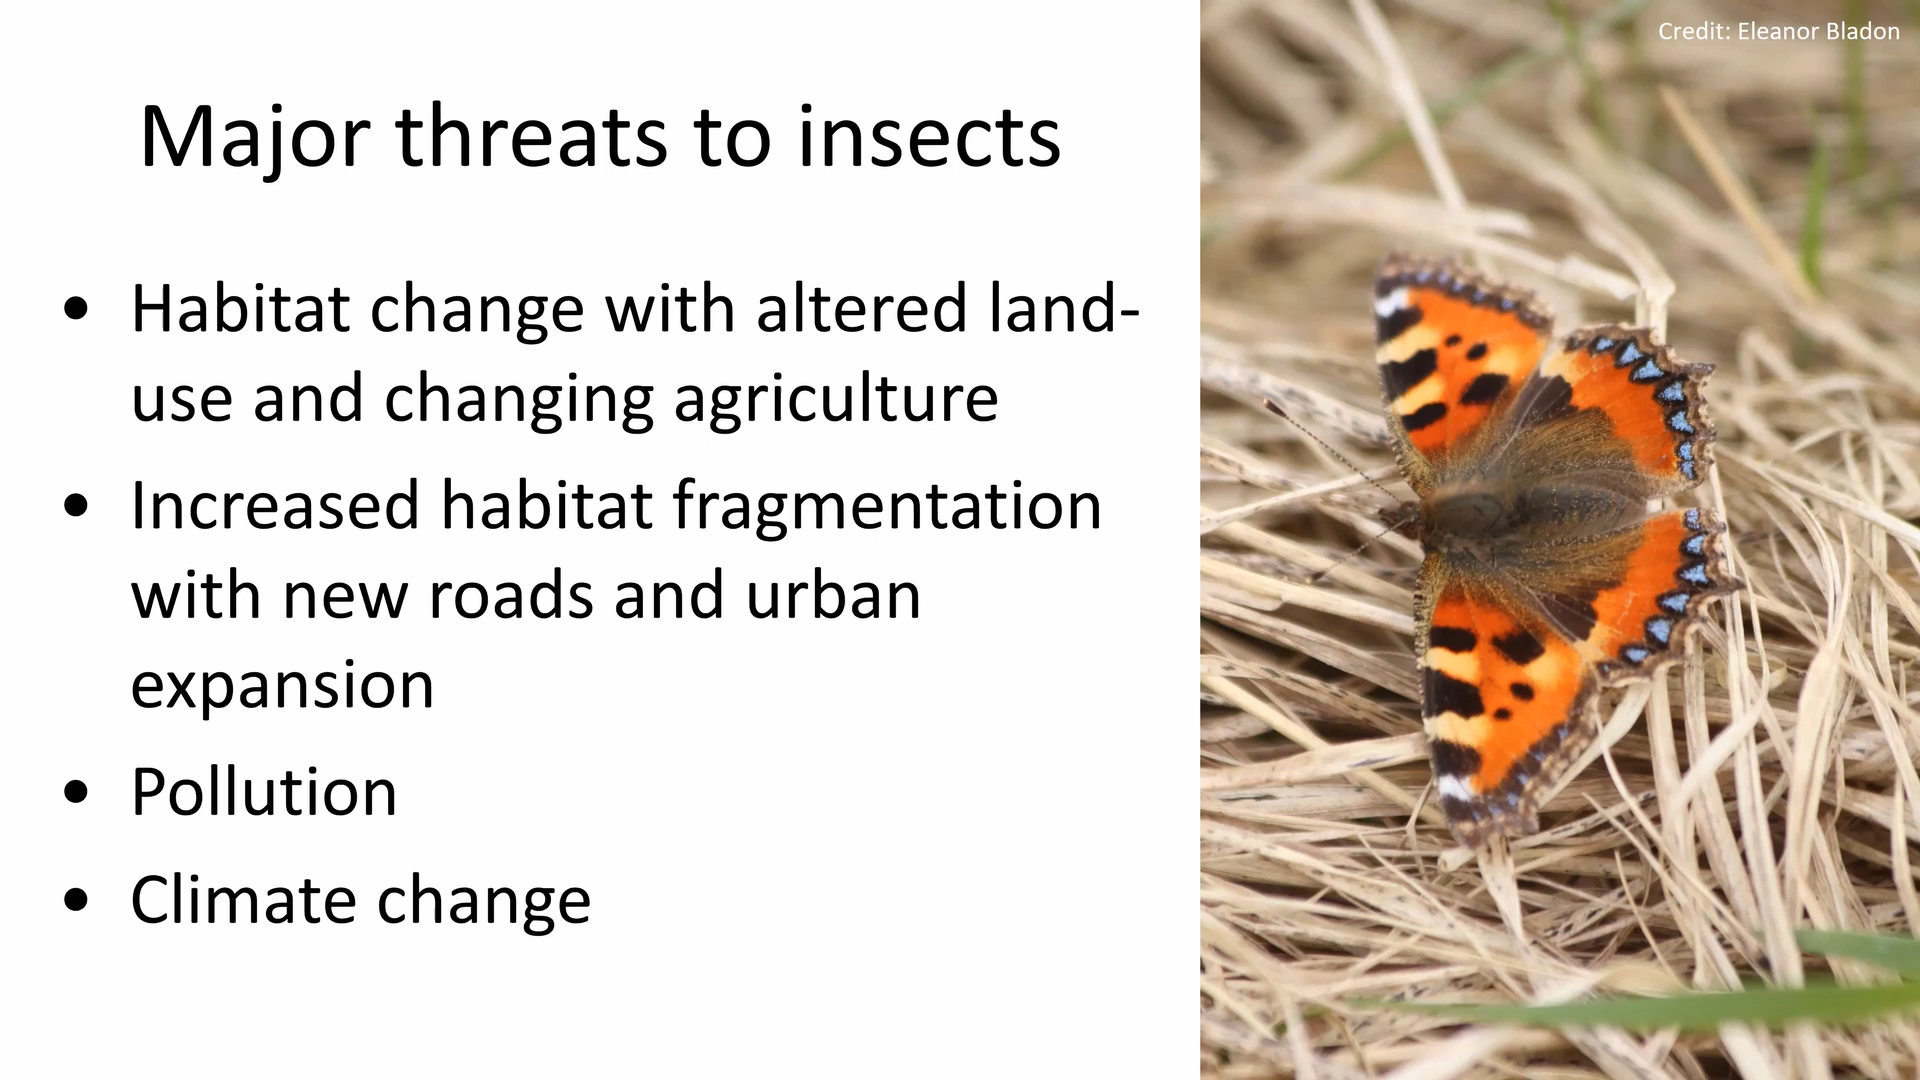 Credit: Eleanor Bladon
Major threats to insects
• Habitat change with altered land-
use and changing agriculture
• Increased habitat fragmentation
with new roads and urban
expansion
• Pollution
• Climate change